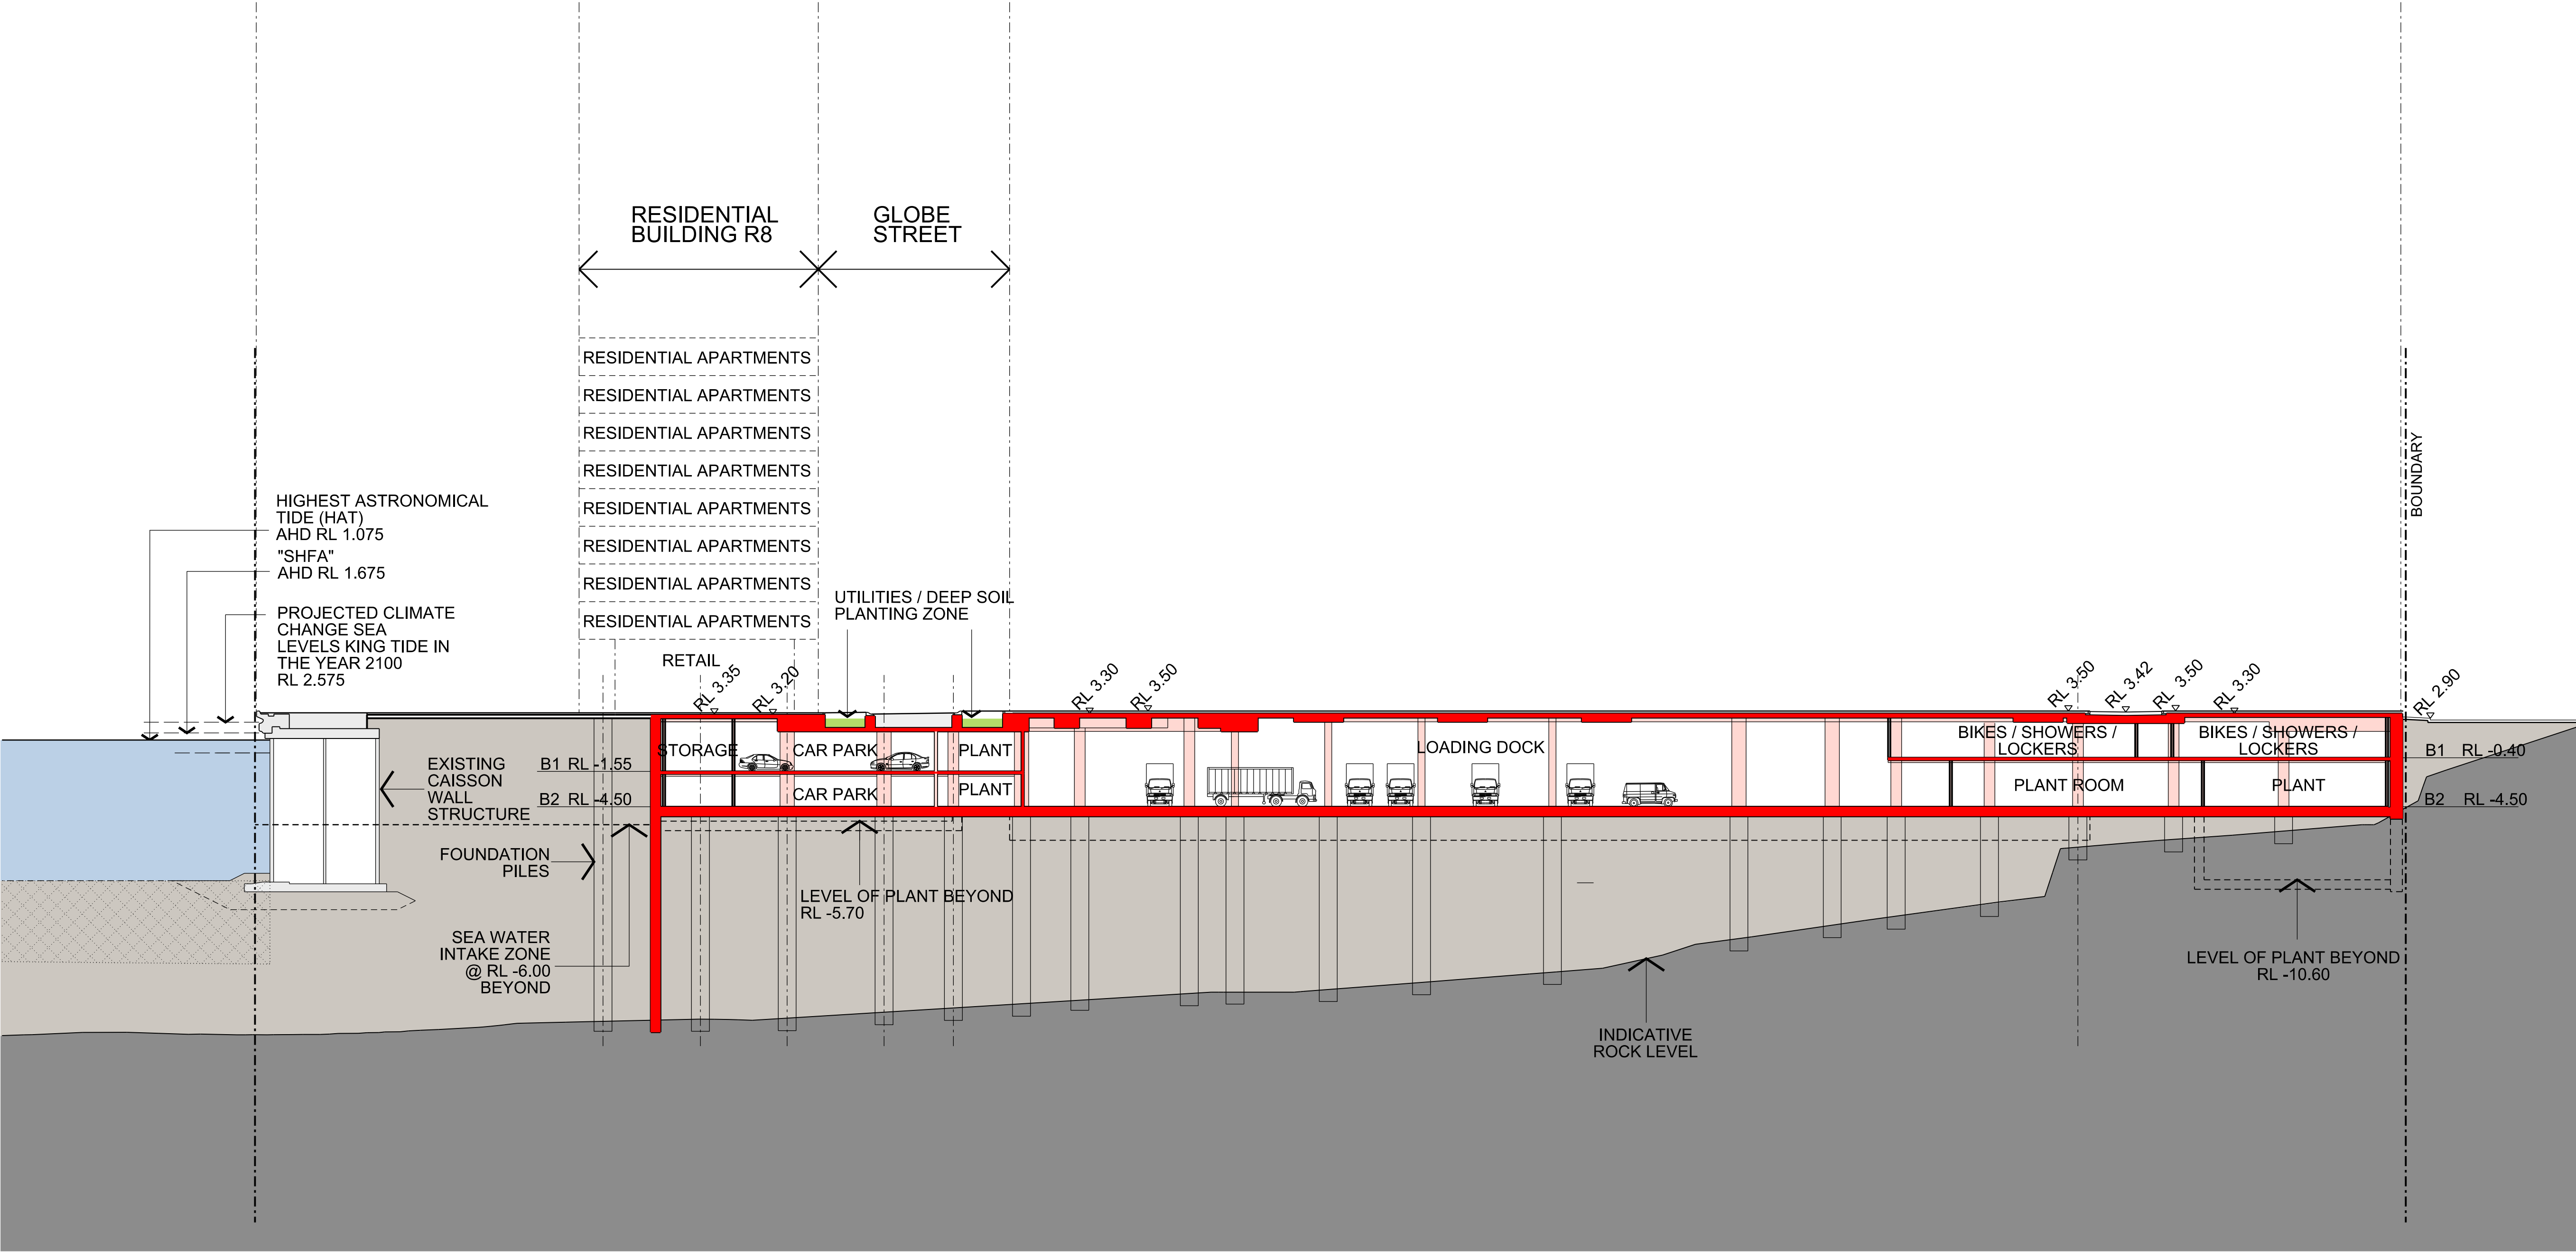 RESIDENTIAL
BUILDING R8
GLOBE
STREET
RESIDENTIAL APARTMENTS
RESIDENTIAL APARTMENTS
RESIDENTIAL APARTMENTS
RESIDENTIAL APARTMENTS
RESIDENTIAL APARTMENTS
RESIDENTIAL APARTMENTS
RESIDENTIAL APARTMENTS
RESIDENTIAL APARTMENTS
BOUNDARY
HIGHEST ASTRONOMICAL
TIDE (HAT)
AHD RL 1.075
"SHFA"
AHD RL 1.675
PROJECTED CLIMATE
CHANGE SEA
LEVELS KING TIDE IN
THE YEAR 2100
RL 2.575
UTILITIES / DEEP SOIL
PLANTING ZONE
RETAIL
RL 3.35
RL 3.20
RL 3.30
RL 3.50
RL 3.50
RL 3.42
RL 3.50
RL 3.30
RL 2.90
STORAGE
CAR PARK
PLANT
LOADING DOCK
BIKES / SHOWERS /
LOCKERS
BIKES / SHOWERS /
LOCKERS
B1 RL -0.40
EXISTING
CAISSON
WALL
STRUCTURE
B1 RL -1.55
B2 RL -4.50
CAR PARK
PLANT
PLANT ROOM
PLANT
B2 RL -4.50
FOUNDATION
PILES
LEVEL OF PLANT BEYOND
RL -5.70
SEA WATER
INTAKE ZONE
@ RL -6.00
BEYOND
LEVEL OF PLANT BEYOND
RL -10.60
INDICATIVE
ROCK LEVEL